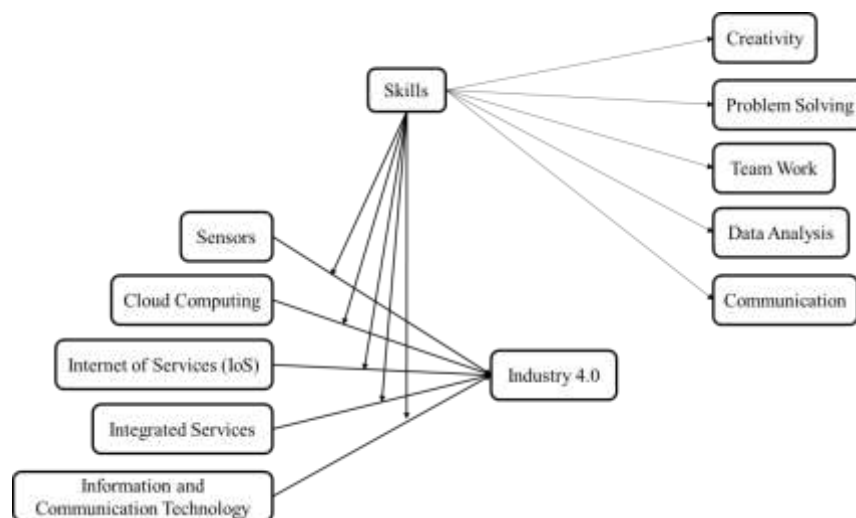 Creativity
Skills
Problem Solving
Team Work
Sensors
Data Analysis
Cloud Computing
Communication
Internet of Services (IoS)
Industry 4.0
Integrated Services
Information and
Communication Technology